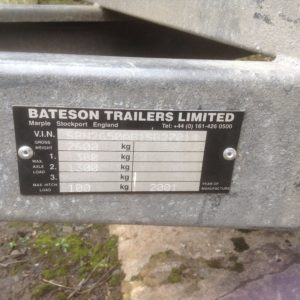 BATESON TRAILERS LIMITED
Marple Stockport England Tel: +44 (0) 161-426 0500
V.I.N.
GROSS WEIGHT 2600 kg
1. kg
MAX. AXLE LOAD 2. kg
3. kg
MAX HITCH LOAD 100 kg 2001 YEAR OF MANUFACTURE